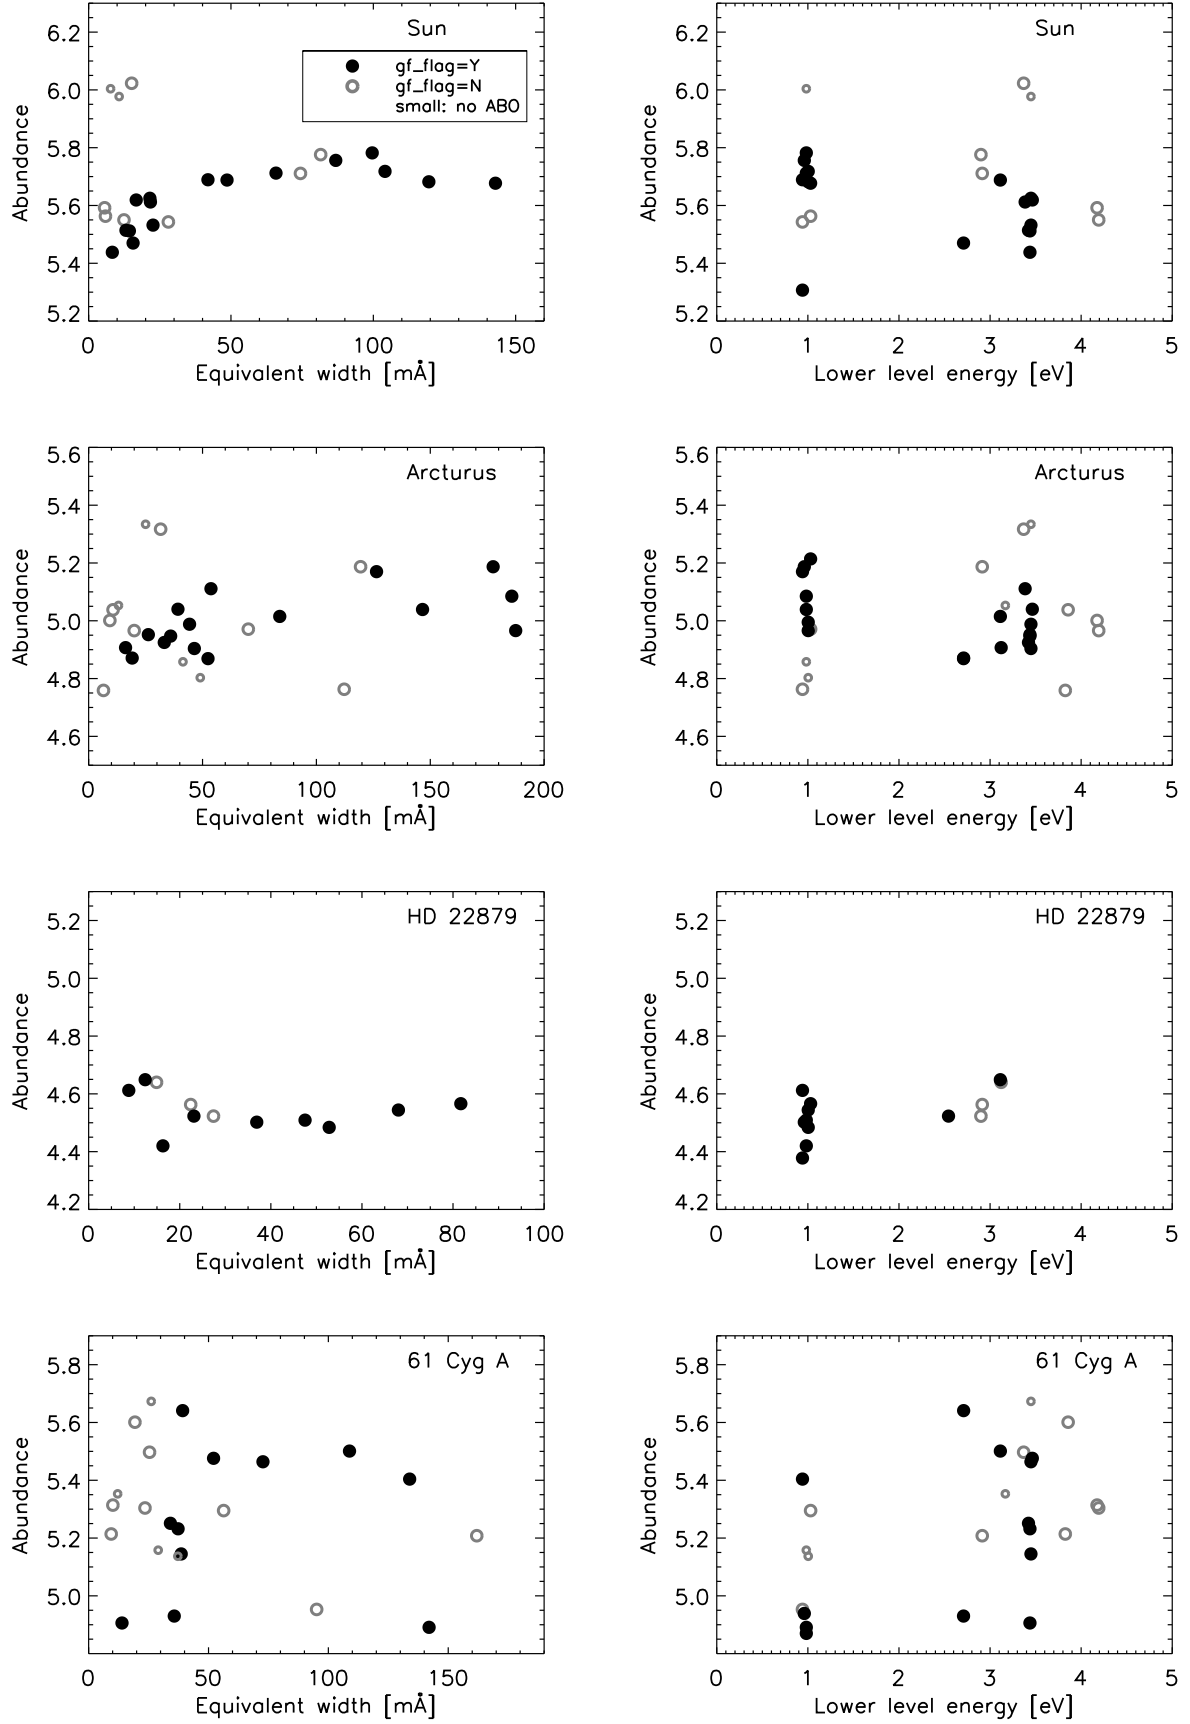 Sun
gf_flag=Y
gf_flag=N
small: no ABO
Abundance
6.2
6.0
5.8
5.6
5.4
5.2
0 50 100 150
Equivalent width [mÅ]
Sun
Abundance
6.2
6.0
5.8
5.6
5.4
5.2
0 1 2 3 4 5
Lower level energy [eV]
Arcturus
Abundance
5.6
5.4
5.2
5.0
4.8
4.6
0 50 100 150 200
Equivalent width [mÅ]
Arcturus
Abundance
5.6
5.4
5.2
5.0
4.8
4.6
0 1 2 3 4 5
Lower level energy [eV]
HD 22879
Abundance
5.2
5.0
4.8
4.6
4.4
4.2
0 20 40 60 80 100
Equivalent width [mÅ]
HD 22879
Abundance
5.2
5.0
4.8
4.6
4.4
4.2
0 1 2 3 4 5
Lower level energy [eV]
61 Cyg A
Abundance
5.8
5.6
5.4
5.2
5.0
0 50 100 150
Equivalent width [mÅ]
61 Cyg A
Abundance
5.8
5.6
5.4
5.2
5.0
0 1 2 3 4 5
Lower level energy [eV]